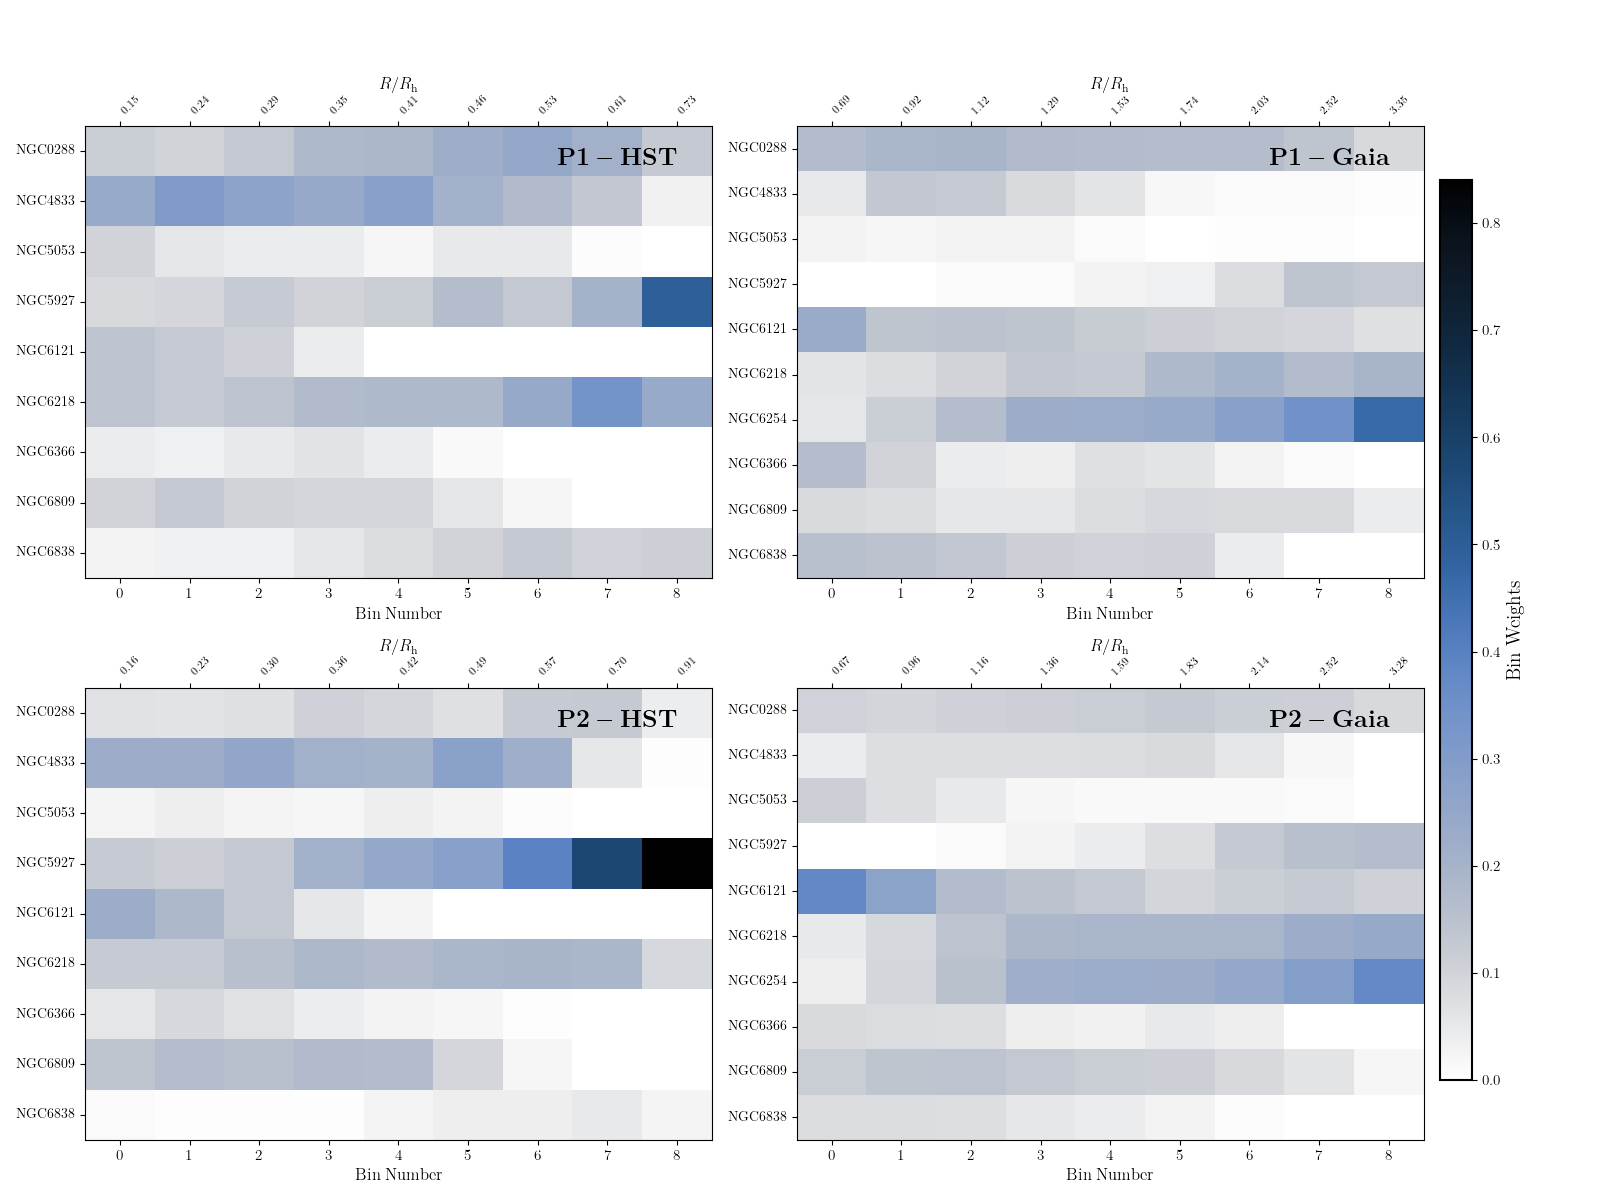 R/Rh
0.15 0.24 0.29 0.35 0.41 0.46 0.53 0.61 0.73
P1 – HST
NGC0288
NGC4833
NGC5053
NGC5927
NGC6121
NGC6218
NGC6366
NGC6809
NGC6838
0 1 2 3 4 5 6 7 8
Bin Number
R/Rh
0.69 0.92 1.12 1.29 1.53 1.74 2.03 2.52 3.35
P1 – Gaia
NGC0288
NGC4833
NGC5053
NGC5927
NGC6121
NGC6218
NGC6254
NGC6366
NGC6809
NGC6838
0 1 2 3 4 5 6 7 8
Bin Number
R/Rh
0.16 0.23 0.30 0.36 0.42 0.49 0.57 0.70 0.91
P2 – HST
NGC0288
NGC4833
NGC5053
NGC5927
NGC6121
NGC6218
NGC6366
NGC6809
NGC6838
0 1 2 3 4 5 6 7 8
Bin Number
R/Rh
0.67 0.96 1.16 1.36 1.59 1.83 2.14 2.52 3.28
P2 – Gaia
NGC0288
NGC4833
NGC5053
NGC5927
NGC6121
NGC6218
NGC6254
NGC6366
NGC6809
NGC6838
0 1 2 3 4 5 6 7 8
Bin Number
0.8
0.7
0.6
0.5
0.4
0.3
0.2
0.1
0.0
Bin Weights